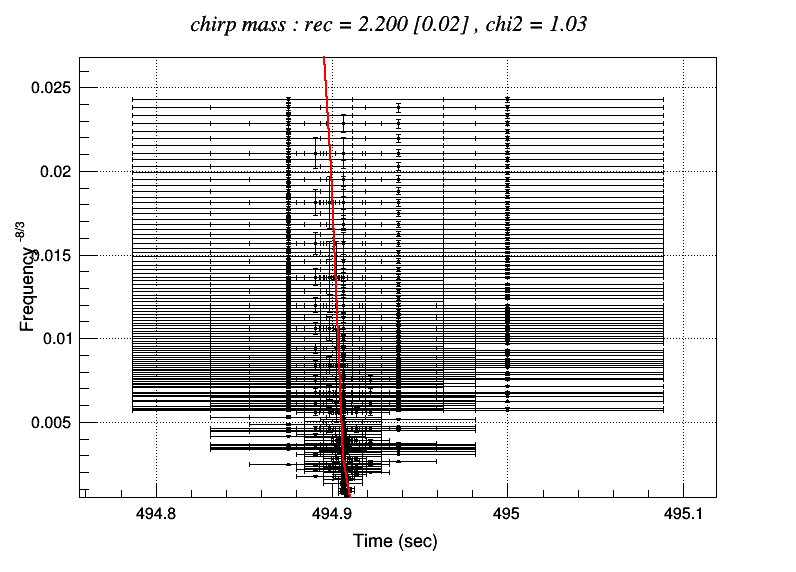 chirp mass : rec = 2.200 [0.02] , chi2 = 1.03
0.025
0.02
0.015
0.01
0.005
Frequency -8/3
494.8 494.9 495 495.1
Time (sec)